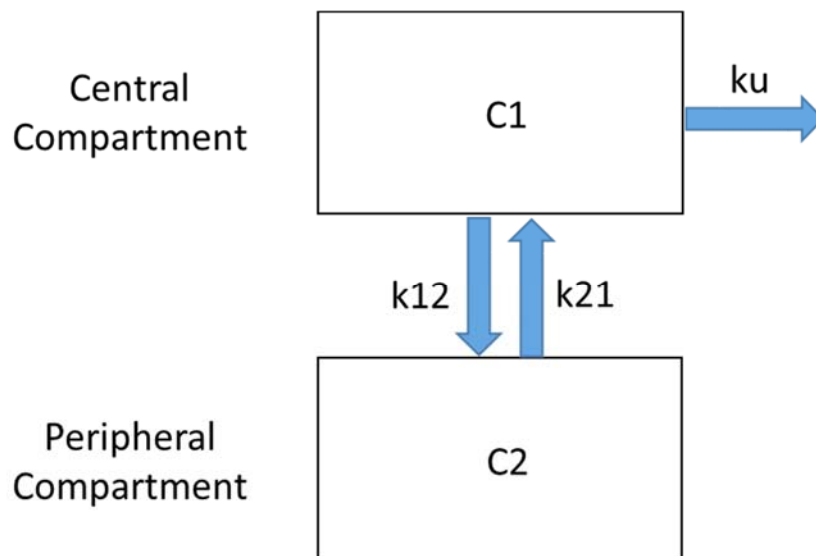 Central
Compartment
C1
ku
k12
k21
Peripheral
Compartment
C2